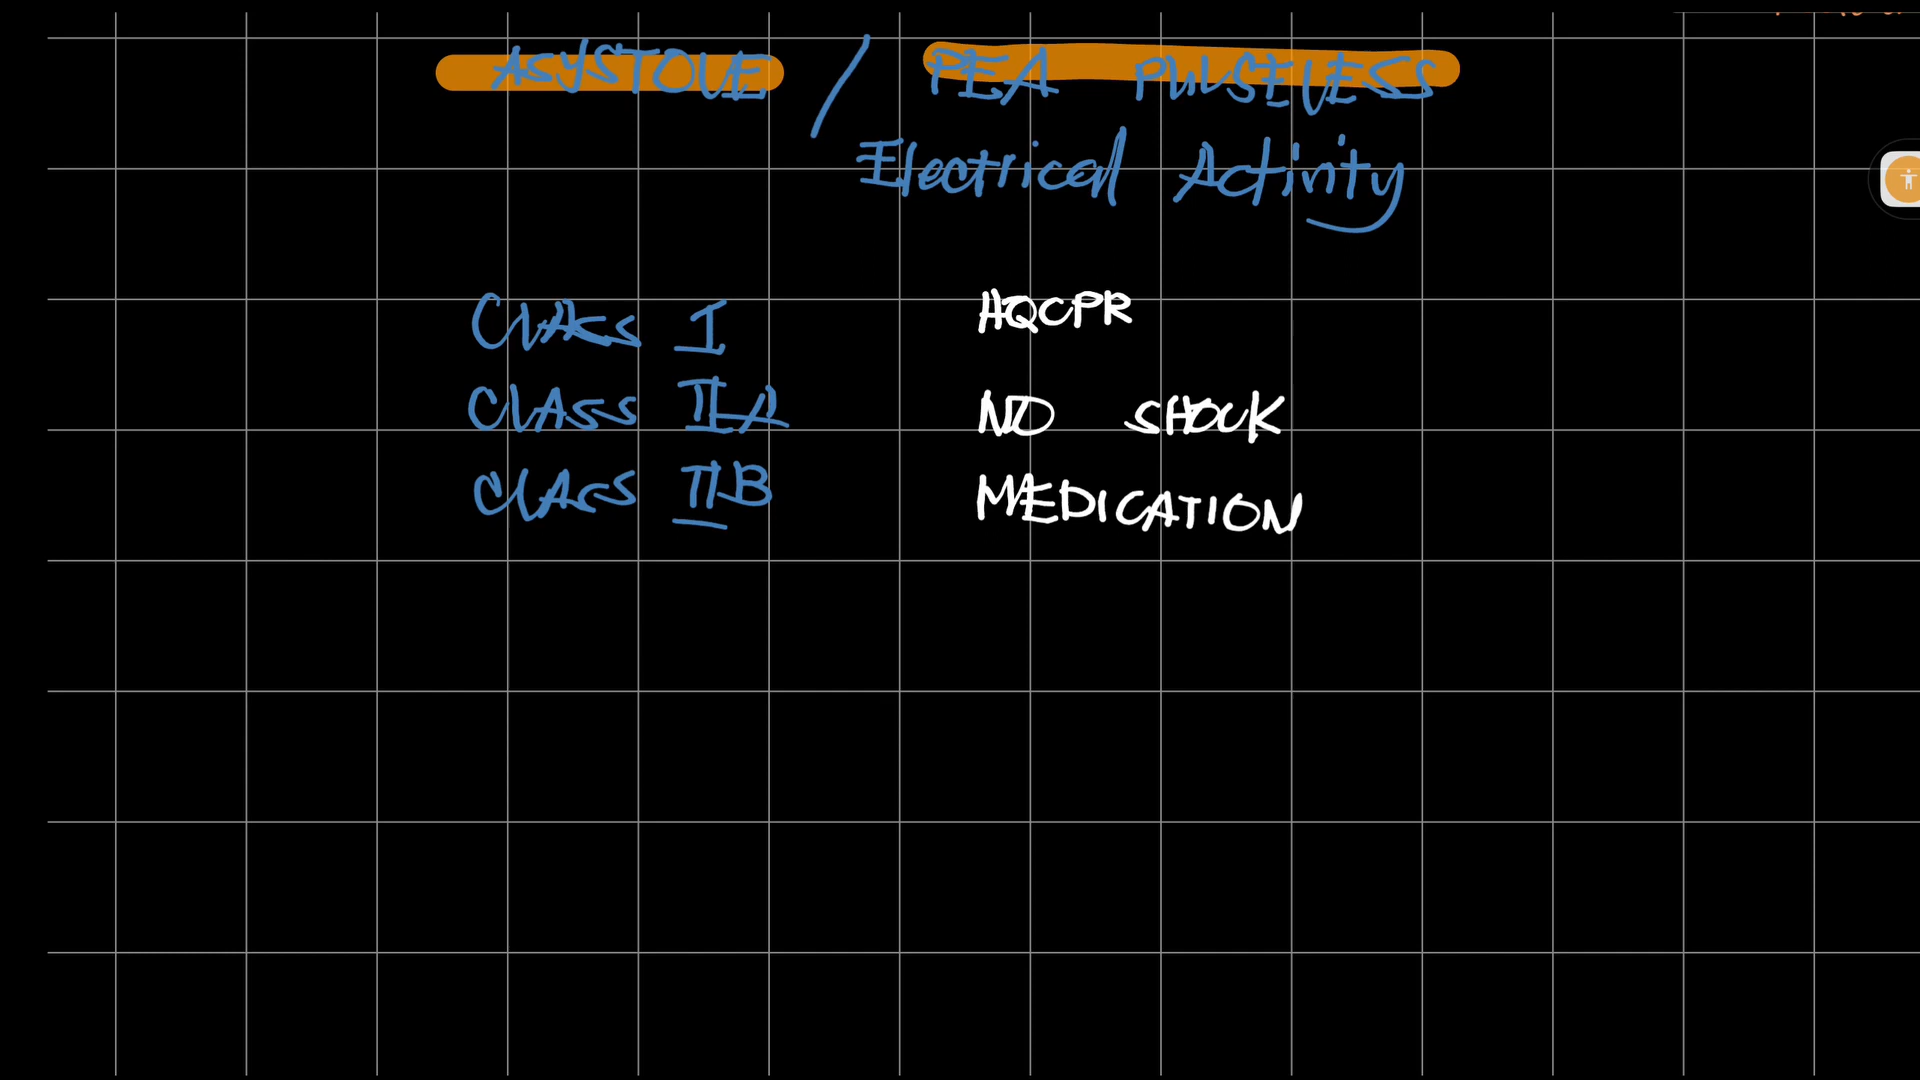 ASYSTOLE / PEA PULSELESS
Electrical Activity
CLASS I HQCPR
CLASS IIA NO SHOCK
CLASS IIB MEDICATION